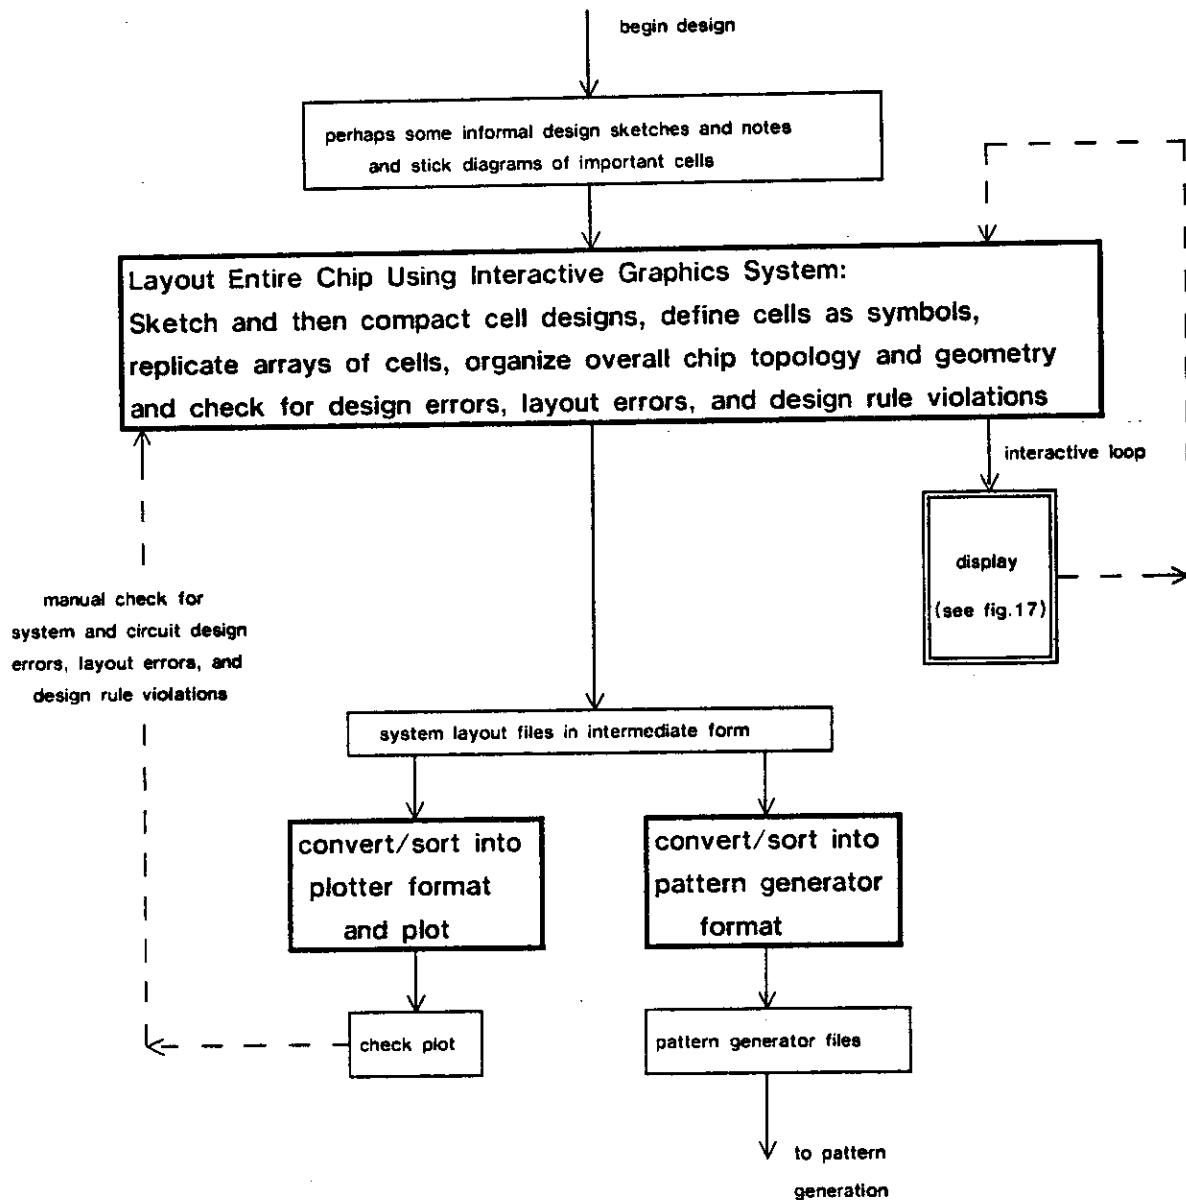 begin design
perhaps some informal design sketches and notes
and stick diagrams of important cells
Layout Entire Chip Using Interactive Graphics System:
Sketch and then compact cell designs, define cells as symbols,
replicate arrays of cells, organize overall chip topology and geometry
and check for design errors, layout errors, and design rule violations
interactive loop
display
(see fig.17)
manual check for
system and circuit design
errors, layout errors, and
design rule violations
system layout files in intermediate form
convert/sort into
plotter format
and plot
convert/sort into
pattern generator
format
check plot
pattern generator files
to pattern
generation